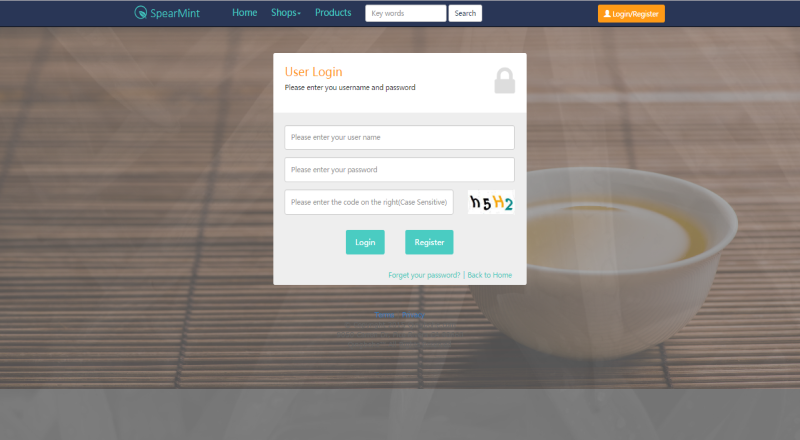 SpearMint Home Shops Products Key words Search Login/Register
User Login
Please enter you username and password
Please enter your user name
Please enter your password
Please enter the code on the right(Case Sensitive) h5H2
Login Register
Forget your password? | Back to Home